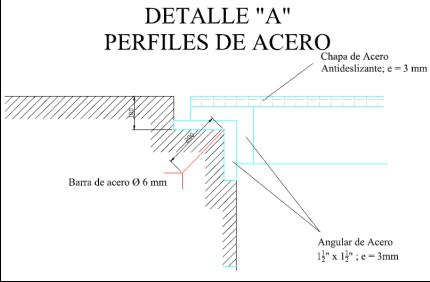 DETALLE "A"
PERFILES DE ACERO
Chapa de Acero
Antideslizante; e = 3 mm
Barra de acero Ø 6 mm
Angular de Acero
1½" x 1½" ; e = 3mm